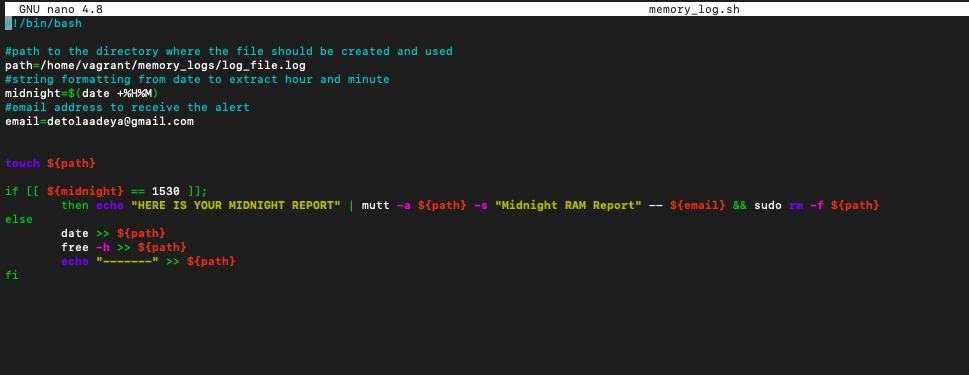 GNU nano 4.8 memory_log.sh
#!/bin/bash
#path to the directory where the file should be created and used
path=/home/vagrant/memory_logs/log_file.log
#string formatting from date to extract hour and minute
midnight=$(date +%H%M)
#email address to receive the alert
email=detolaadeya@gmail.com
touch ${path}
if [[ ${midnight} == 1530 ]];
then echo "HERE IS YOUR MIDNIGHT REPORT" | mutt -a ${path} -s "Midnight RAM Report" -- ${email} && sudo rm -f ${path}
else
date >> ${path}
free -h >> ${path}
echo "-------" >> ${path}
fi